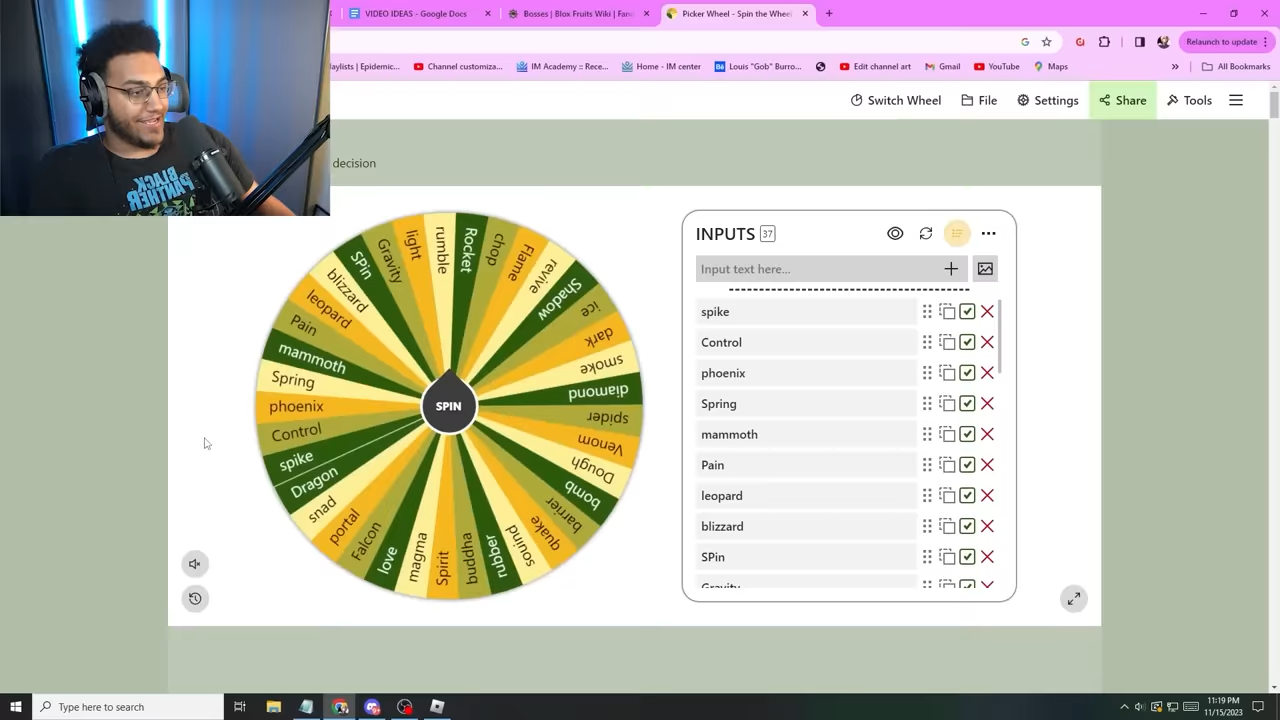 VIDEO IDEAS - Google Docs
Bosses | Blox Fruits Wiki | Fan
Picker Wheel - Spin the Wheel
Relaunch to update
aylists | Epidemic...
Channel customiza...
IM Academy :: Rece...
Home - IM center
Louis "Gob" Burro...
Edit channel art
Gmail
YouTube
Maps
All Bookmarks
Switch Wheel
File
Settings
Share
Tools
decision
BLACK
PANTHER
Rocket
chop
Flame
revive
Shadow
ice
dark
smoke
diamond
spider
Venom
Dough
bomb
barrier
quake
sound
rubber
buddha
Spirit
magma
love
Falcon
portal
snad
Dragon
spike
Control
phoenix
Spring
mammoth
Pain
leopard
blizzard
SPin
Gravity
light
rumble
SPIN
INPUTS 37
Input text here...
spike
Control
phoenix
Spring
mammoth
Pain
leopard
blizzard
SPin
Gravity
Type here to search
11:19 PM
11/15/2023